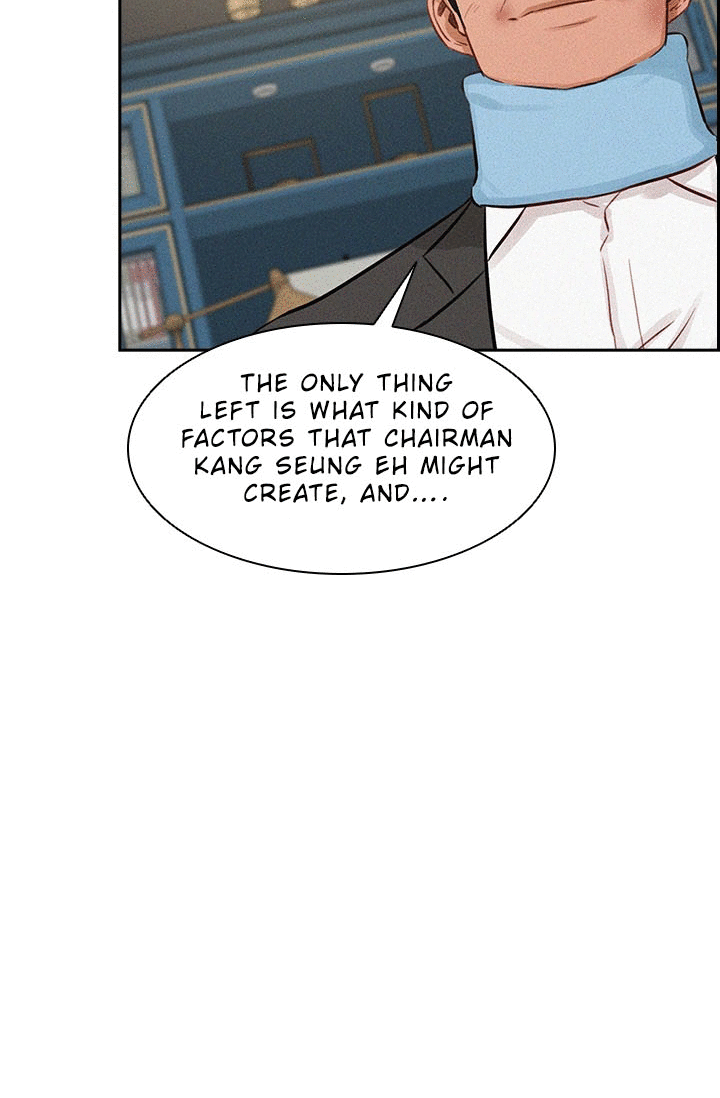 THE ONLY THING
LEFT IS WHAT KIND OF
FACTORS THAT CHAIRMAN
KANG SEUNG EH MIGHT
CREATE, AND....